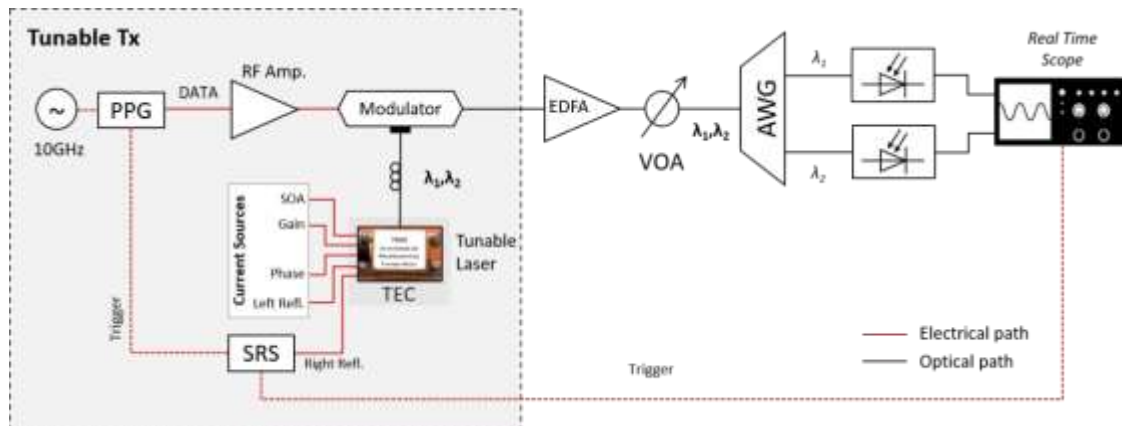 Tunable Tx
RF Amp.
DATA
PPG
~
10GHz
Modulator
EDFA
VOA
λ₁,λ₂
AWG
λ₁
λ₂
Real Time
Scope
λ₁,λ₂
Current Sources
SOA
Gain
Phase
Left Refl.
Tunable
Laser
TEC
Trigger
SRS
Right Refl.
Trigger
Electrical path
Optical path